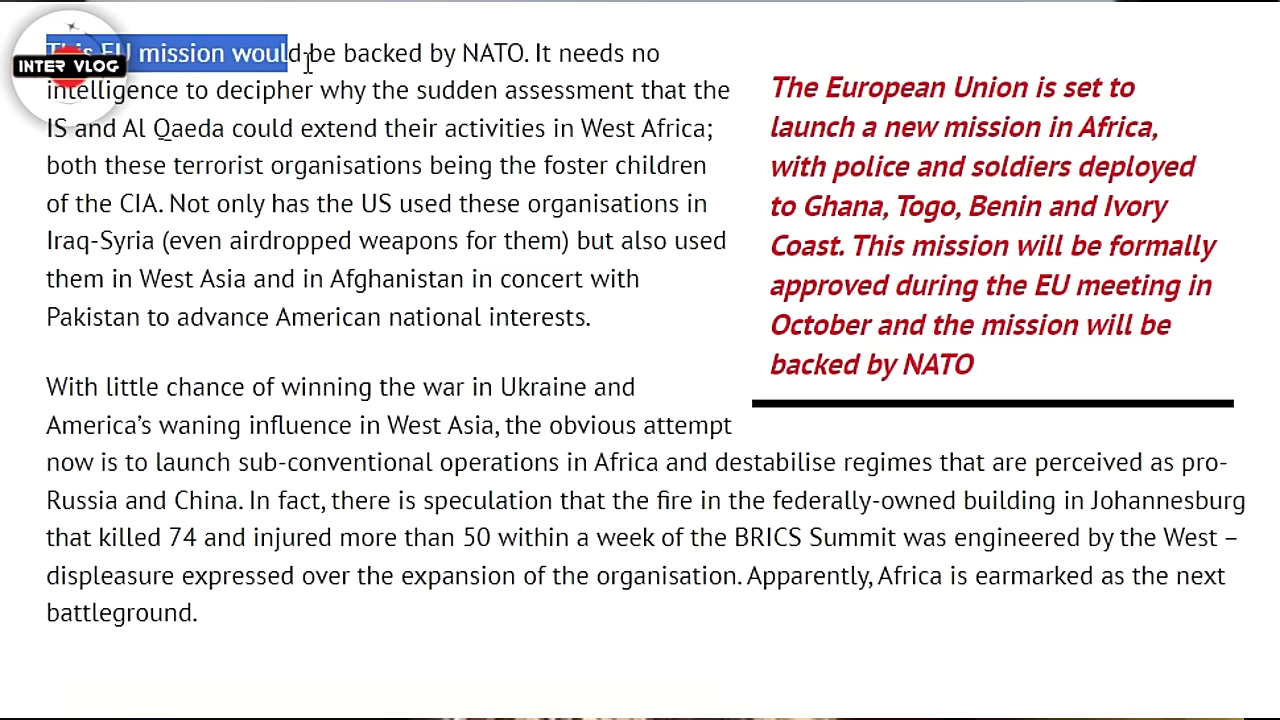 INTER VLOG
This EU mission would be backed by NATO. It needs no
intelligence to decipher why the sudden assessment that the
IS and Al Qaeda could extend their activities in West Africa;
both these terrorist organisations being the foster children
of the CIA. Not only has the US used these organisations in
Iraq-Syria (even airdropped weapons for them) but also used
them in West Asia and in Afghanistan in concert with
Pakistan to advance American national interests.
The European Union is set to
launch a new mission in Africa,
with police and soldiers deployed
to Ghana, Togo, Benin and Ivory
Coast. This mission will be formally
approved during the EU meeting in
October and the mission will be
backed by NATO
With little chance of winning the war in Ukraine and
America’s waning influence in West Asia, the obvious attempt
now is to launch sub-conventional operations in Africa and destabilise regimes that are perceived as pro-
Russia and China. In fact, there is speculation that the fire in the federally-owned building in Johannesburg
that killed 74 and injured more than 50 within a week of the BRICS Summit was engineered by the West –
displeasure expressed over the expansion of the organisation. Apparently, Africa is earmarked as the next
battleground.